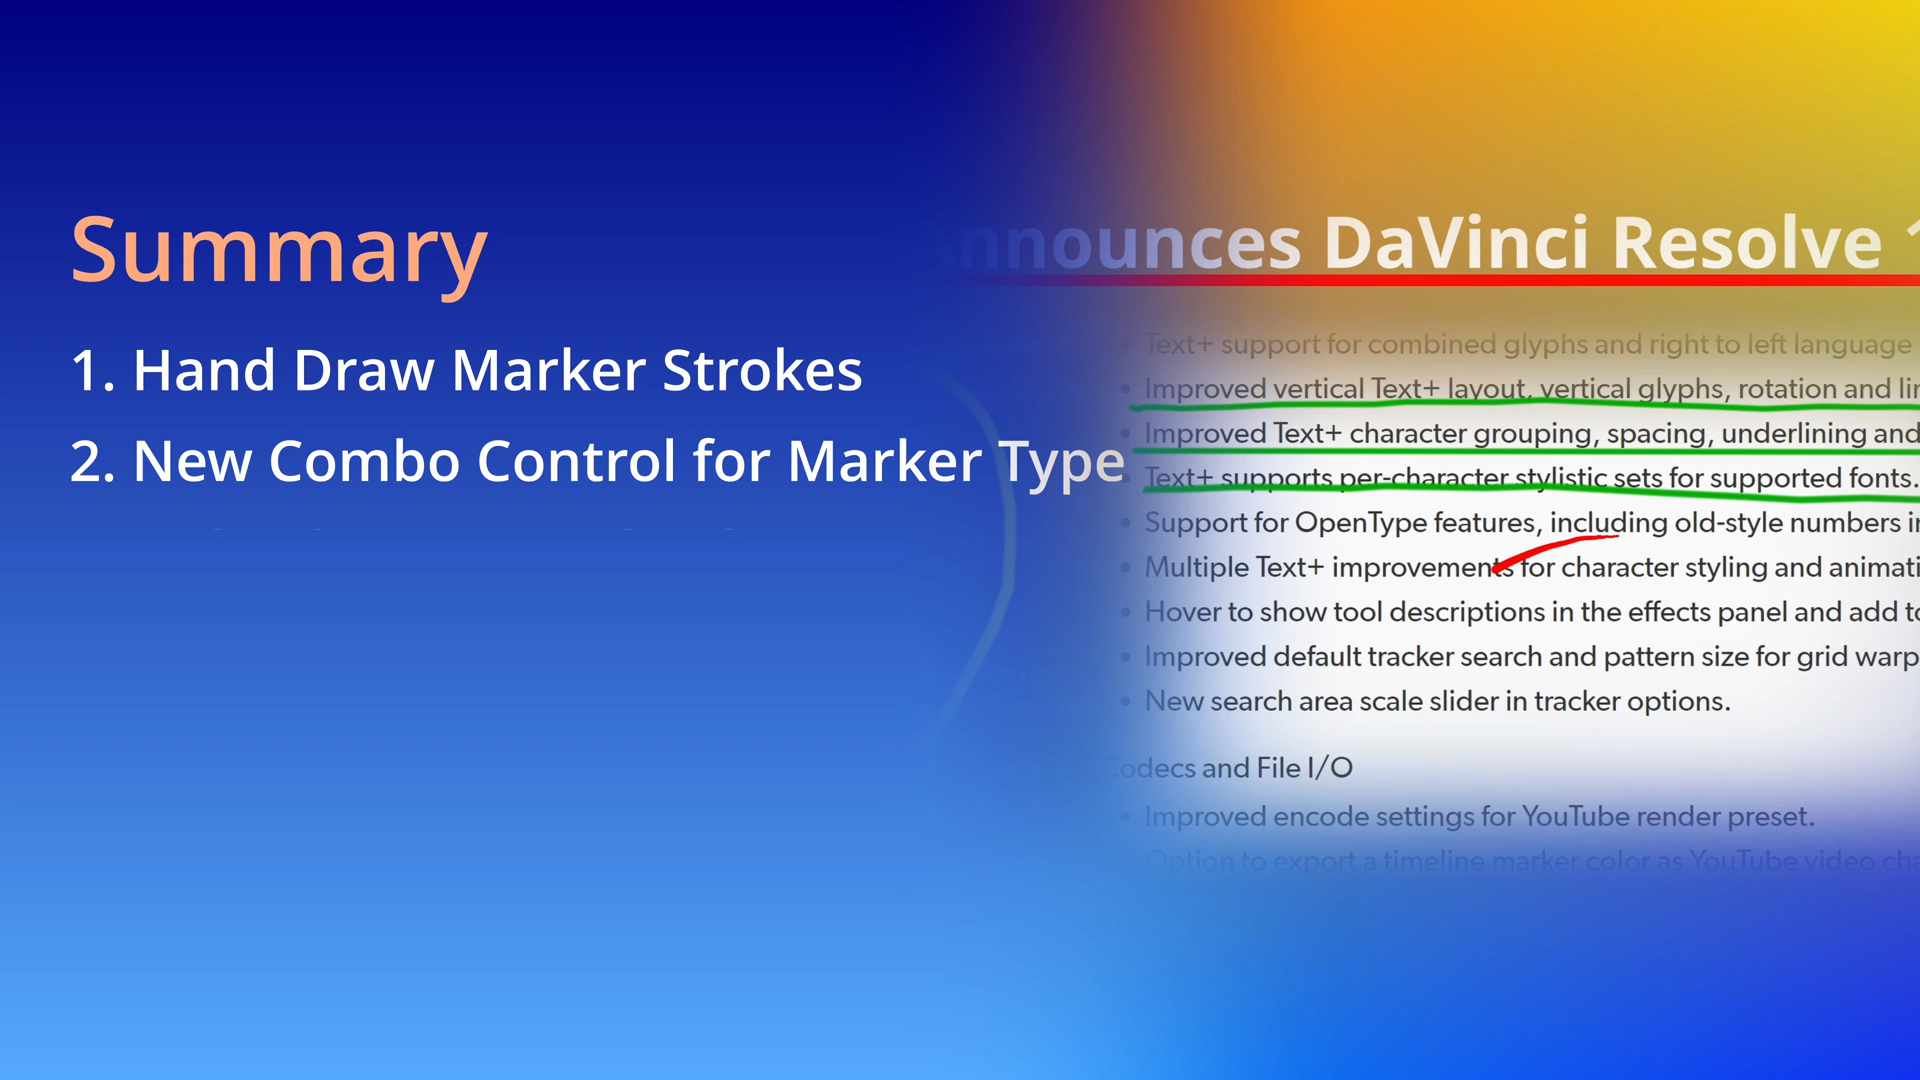 Summary
1. Hand Draw Marker Strokes
2. New Combo Control for Marker Type
Announces DaVinci Resolve
Text+ support for combined glyphs and right to left language
Improved vertical Text+ layout, vertical glyphs, rotation and
Improved Text+ character grouping, spacing, underlining and
Text+ supports per-character stylistic sets for supported fonts.
Support for OpenType features, including old-style numbers
Multiple Text+ improvements for character styling and
Hover to show tool descriptions in the effects panel and add
Improved default tracker search and pattern size for grid warp
New search area scale slider in tracker options.
Codecs and File I/O
Improved encode settings for YouTube render preset.
Option to export a timeline marker color as YouTube video